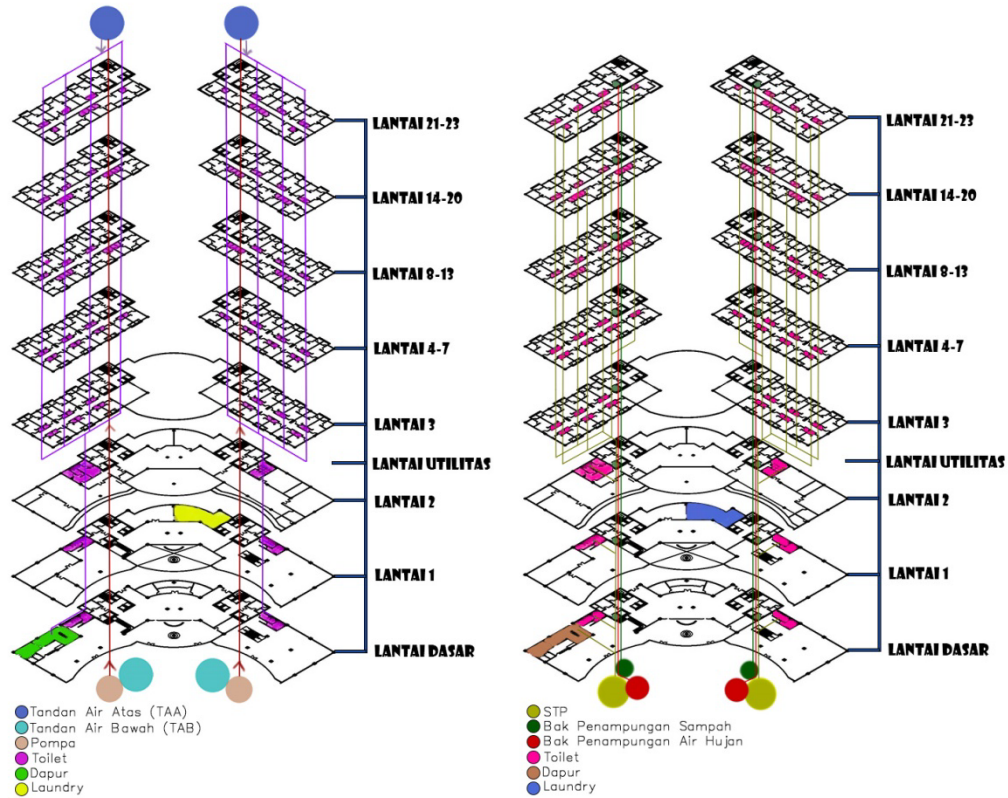 LANTAI 21-23
LANTAI 14-20
LANTAI 8-13
LANTAI 4-7
LANTAI 3
LANTAI UTILITAS
LANTAI 2
LANTAI 1
LANTAI DASAR
Tandan Air Atas (TAA)
Tandan Air Bawah (TAB)
Pompa
Toilet
Dapur
Laundry
LANTAI 21-23
LANTAI 14-20
LANTAI 8-13
LANTAI 4-7
LANTAI 3
LANTAI UTILITAS
LANTAI 2
LANTAI 1
LANTAI DASAR
STP
Bak Penampungan Sampah
Bak Penampungan Air Hujan
Toilet
Dapur
Laundry